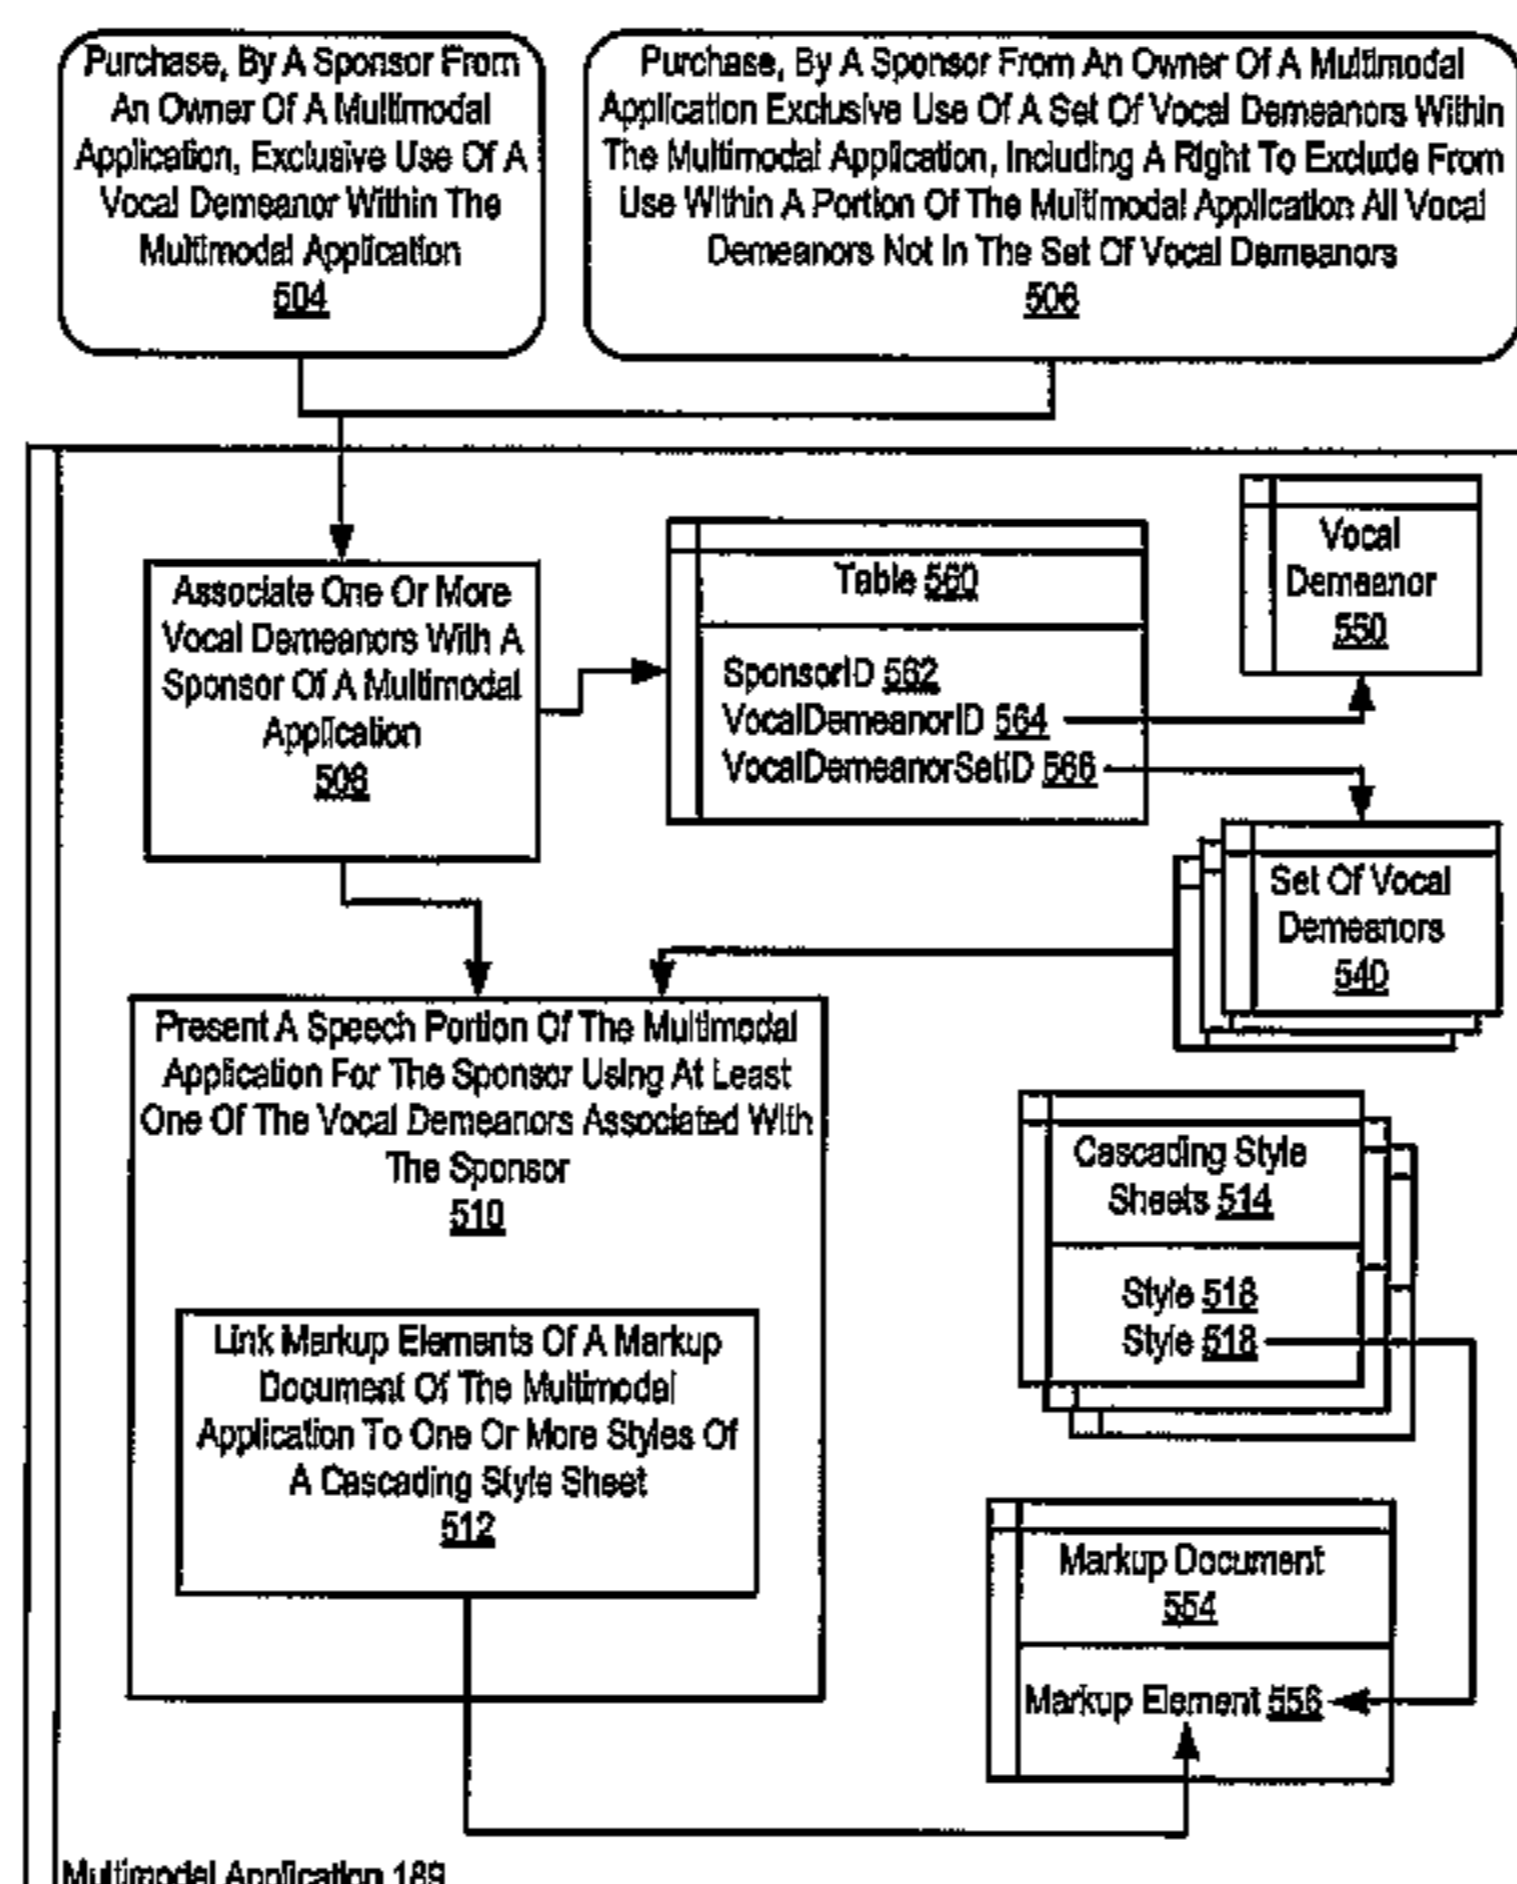 Purchase, By A Sponsor From
An Owner Of A Multimodal
Application, Exclusive Use Of A
Vocal Demeanor Within The
Multimodal Application
504
Purchase, By A Sponsor From An Owner Of A Multimodal
Application Exclusive Use Of A Set Of Vocal Demeanors Within
The Multimodal Application, Including A Right To Exclude From
Use Within A Portion Of The Multimodal Application All Vocal
Demeanors Not In The Set Of Vocal Demeanors
506
Associate One Or More
Vocal Demeanors With A
Sponsor Of A Multimodal
Application
508
Table 560
SponsorID 562
VocalDemeanorID 564
VocalDemeanorSetID 566
Vocal
Demeanor
550
Set Of Vocal
Demeanors
540
Present A Speech Portion Of The Multimodal
Application For The Sponsor Using At Least
One Of The Vocal Demeanors Associated With
The Sponsor
510
Link Markup Elements Of A Markup
Document Of The Multimodal
Application To One Or More Styles Of
A Cascading Style Sheet
512
Cascading Style
Sheets 514
Style 518
Style 518
Markup Document
554
Markup Element 556
Multimodal Application 189